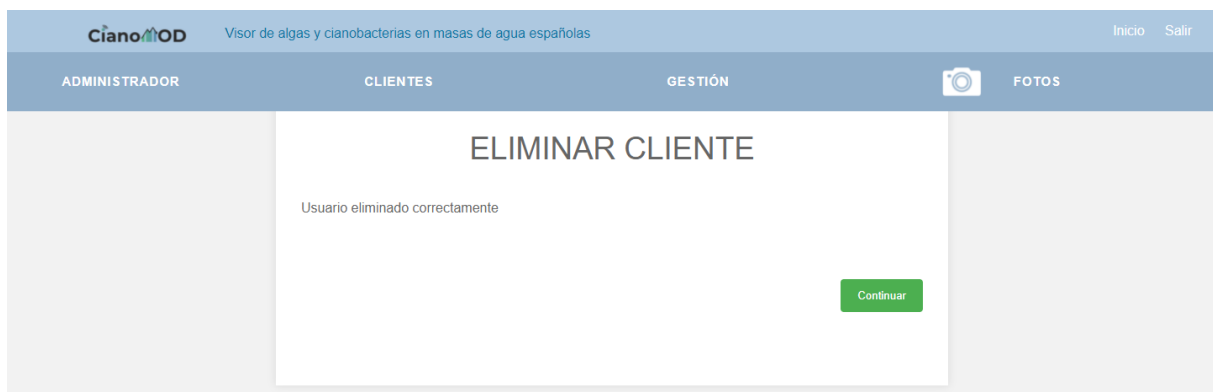 CianoMOD Visor de algas y cianobacterias en masas de agua españolas Inicio Salir
ADMINISTRADOR CLIENTES GESTIÓN FOTOS
ELIMINAR CLIENTE
Usuario eliminado correctamente
Continuar